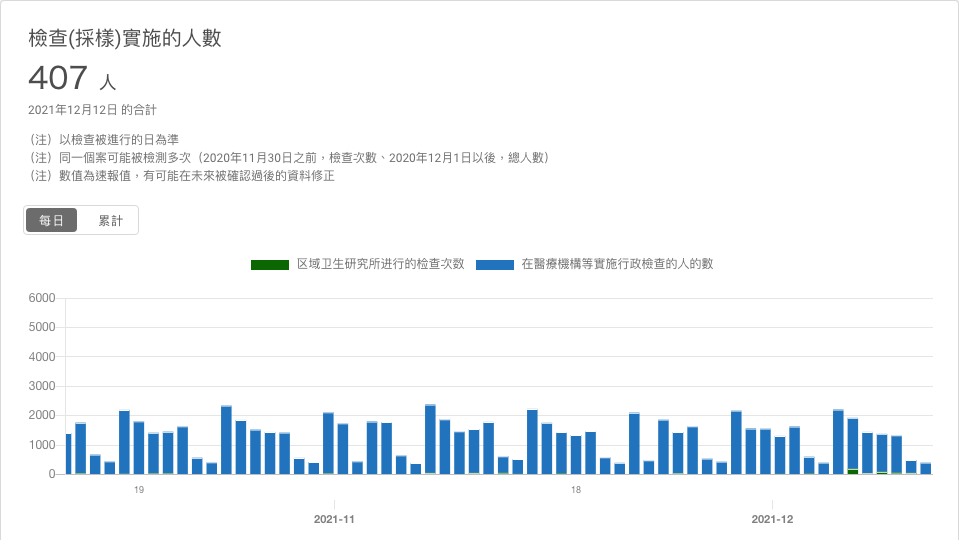 檢查(採樣)實施的人數
407 人
2021年12月12日 的合計
（注）以檢查被進行的日為準
（注）同一個案可能被檢測多次（2020年11月30日之前，檢查次數、2020年12月1日以後，總人數）
（注）數值為速報值，有可能在未來被確認過後的資料修正
每日 累計
区域卫生研究所进行的检查次数 在醫療機構等實施行政檢查的人的數
6000
5000
4000
3000
2000
1000
0
19 18
2021-11 2021-12